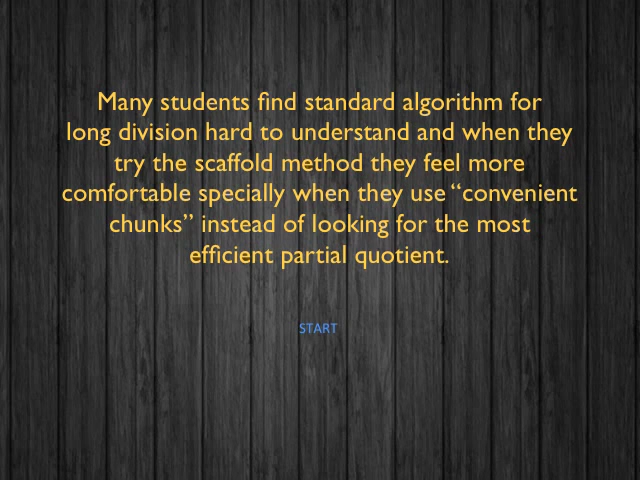 Many students find standard algorithm for
long division hard to understand and when they
try the scaffold method they feel more
comfortable specially when they use “convenient
chunks” instead of looking for the most
efficient partial quotient.
START